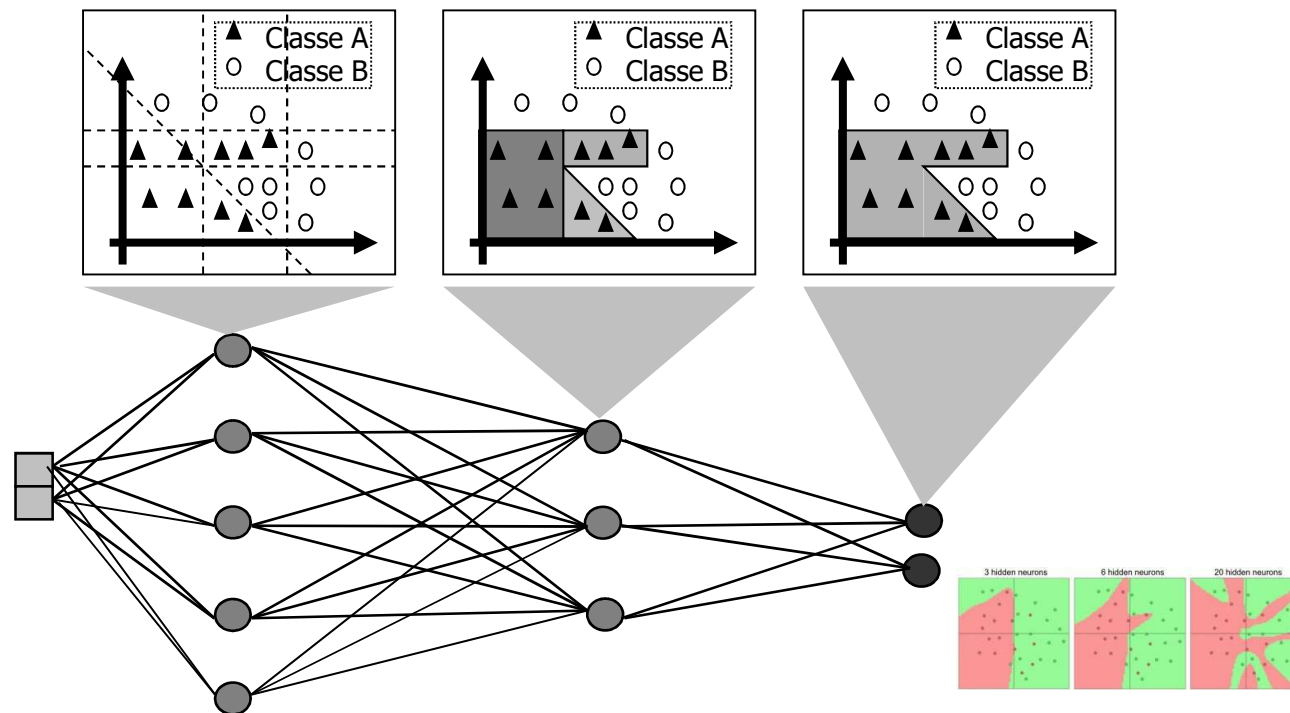 Classe A
Classe B
Classe A
Classe B
Classe A
Classe B
3 hidden neurons
6 hidden neurons
20 hidden neurons